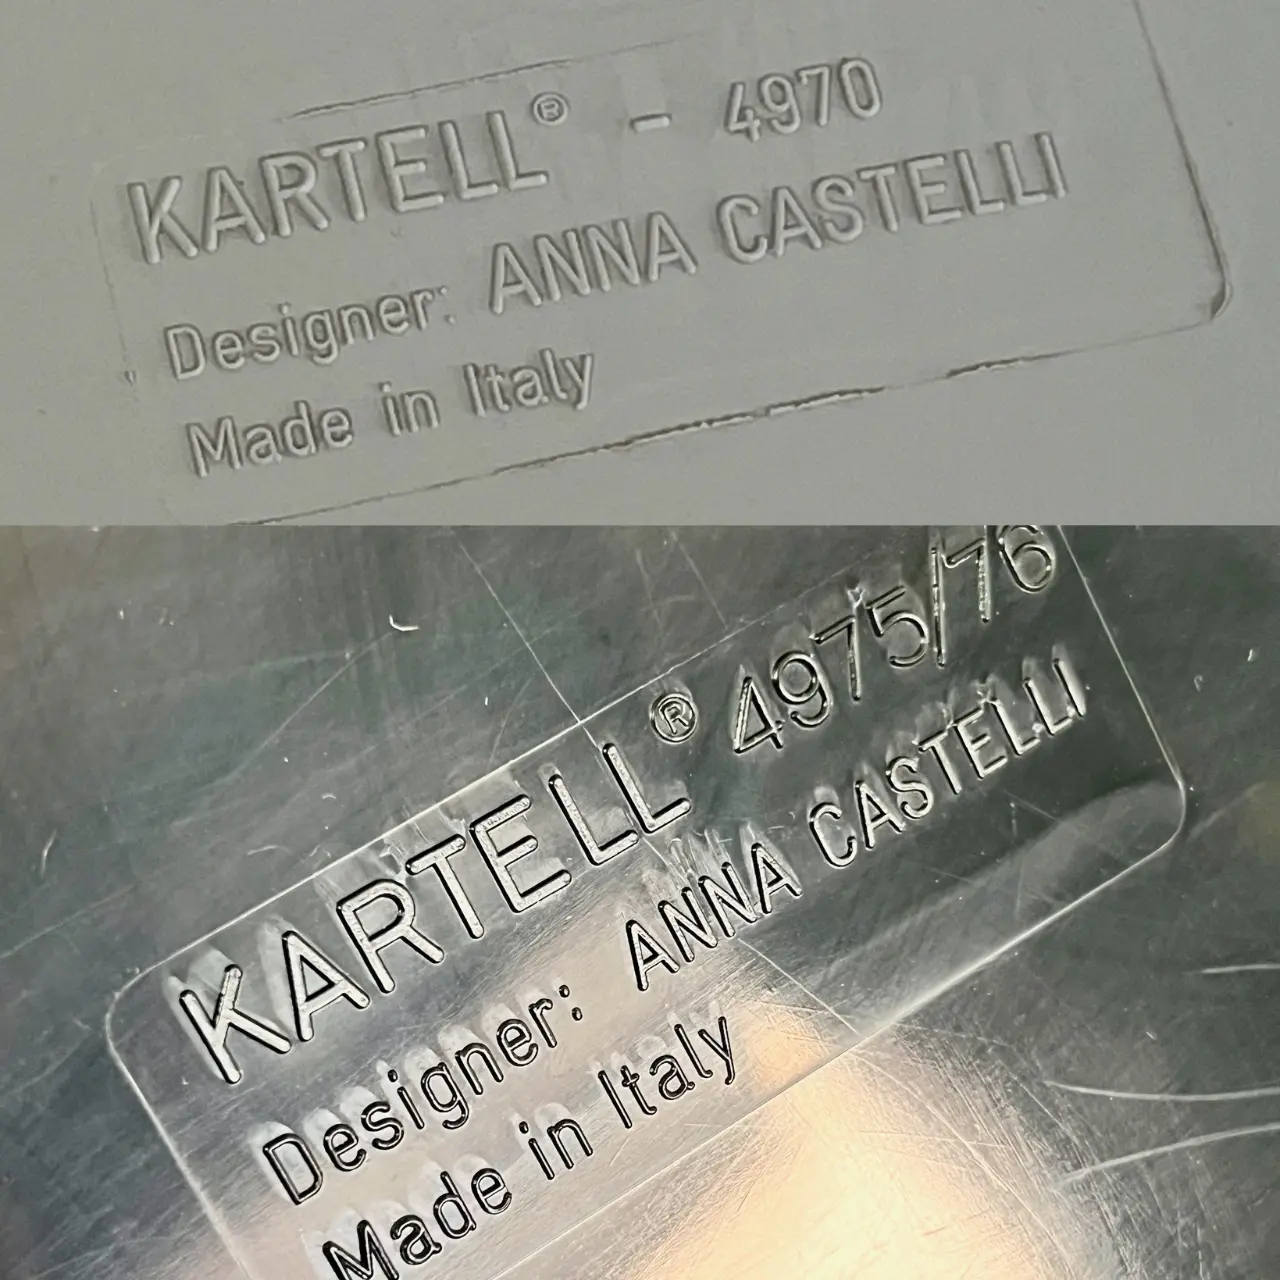 KARTELL® - 4970
Designer: ANNA CASTELLI
Made in Italy
KARTELL® 4975/76
Designer: ANNA CASTELLI
Made in Italy